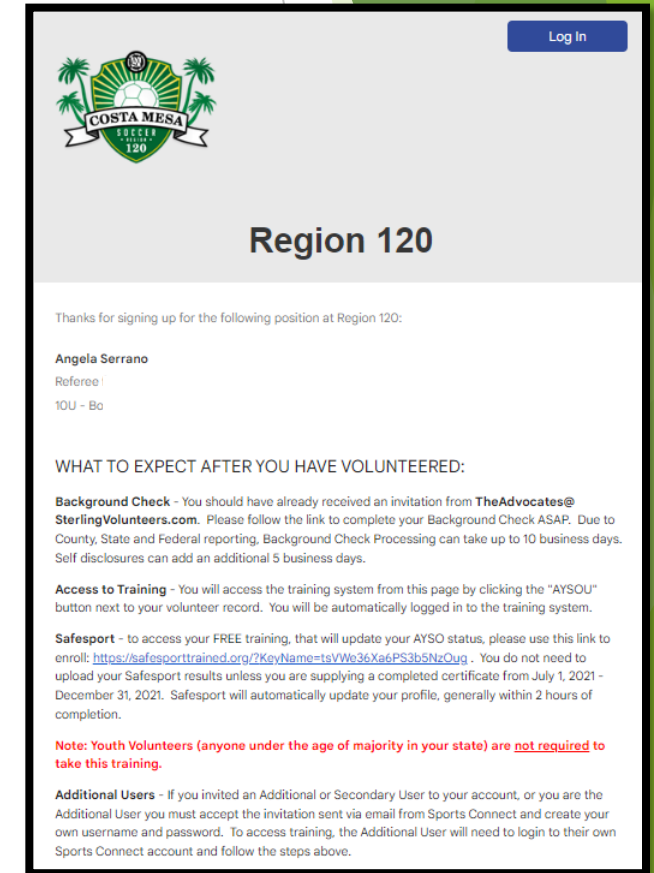 Log In
COSTA MESA
SOCCER
REGION
120
Region 120
Thanks for signing up for the following position at Region 120:
Angela Serrano
Referee
10U - Bo
WHAT TO EXPECT AFTER YOU HAVE VOLUNTEERED:
Background Check - You should have already received an invitation from TheAdvocates@
SterlingVolunteers.com. Please follow the link to complete your Background Check ASAP. Due to
County, State and Federal reporting, Background Check Processing can take up to 10 business days.
Self disclosures can add an additional 5 business days.
Access to Training - You will access the training system from this page by clicking the "AYSOU"
button next to your volunteer record. You will be automatically logged in to the training system.
Safesport - to access your FREE training, that will update your AYSO status, please use this link to
enroll: https://safesporttrained.org/?KeyName=tsVWe36Xa6PS3b5NzOug . You do not need to
upload your Safesport results unless you are supplying a completed certificate from July 1, 2021 -
December 31, 2021. Safesport will automatically update your profile, generally within 2 hours of
completion.
Note: Youth Volunteers (anyone under the age of majority in your state) are not required to
take this training.
Additional Users - If you invited an Additional or Secondary User to your account, or you are the
Additional User you must accept the invitation sent via email from Sports Connect and create your
own username and password. To access training, the Additional User will need to login to their own
Sports Connect account and follow the steps above.